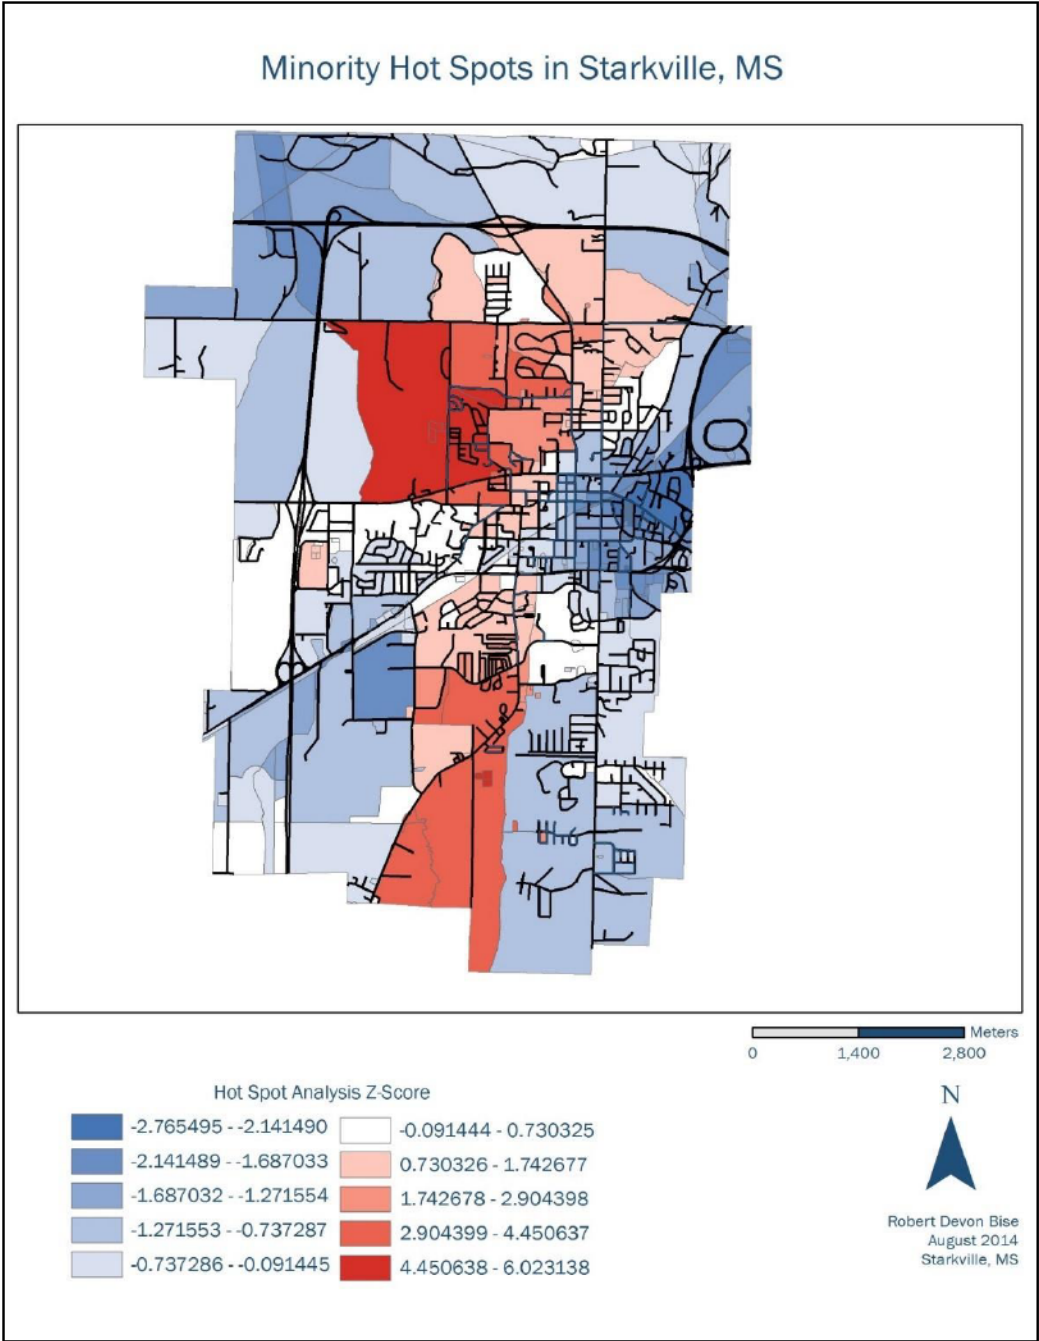 Minority Hot Spots in Starkville, MS
Meters
0 1,400 2,800
Hot Spot Analysis Z-Score
-2.765495 - -2.141490
-2.141489 - -1.687033
-1.687032 - -1.271554
-1.271553 - -0.737287
-0.737286 - -0.091445
-0.091444 - 0.730325
0.730326 - 1.742677
1.742678 - 2.904398
2.904399 - 4.450637
4.450638 - 6.023138
N
Robert Devon Bise
August 2014
Starkville, MS